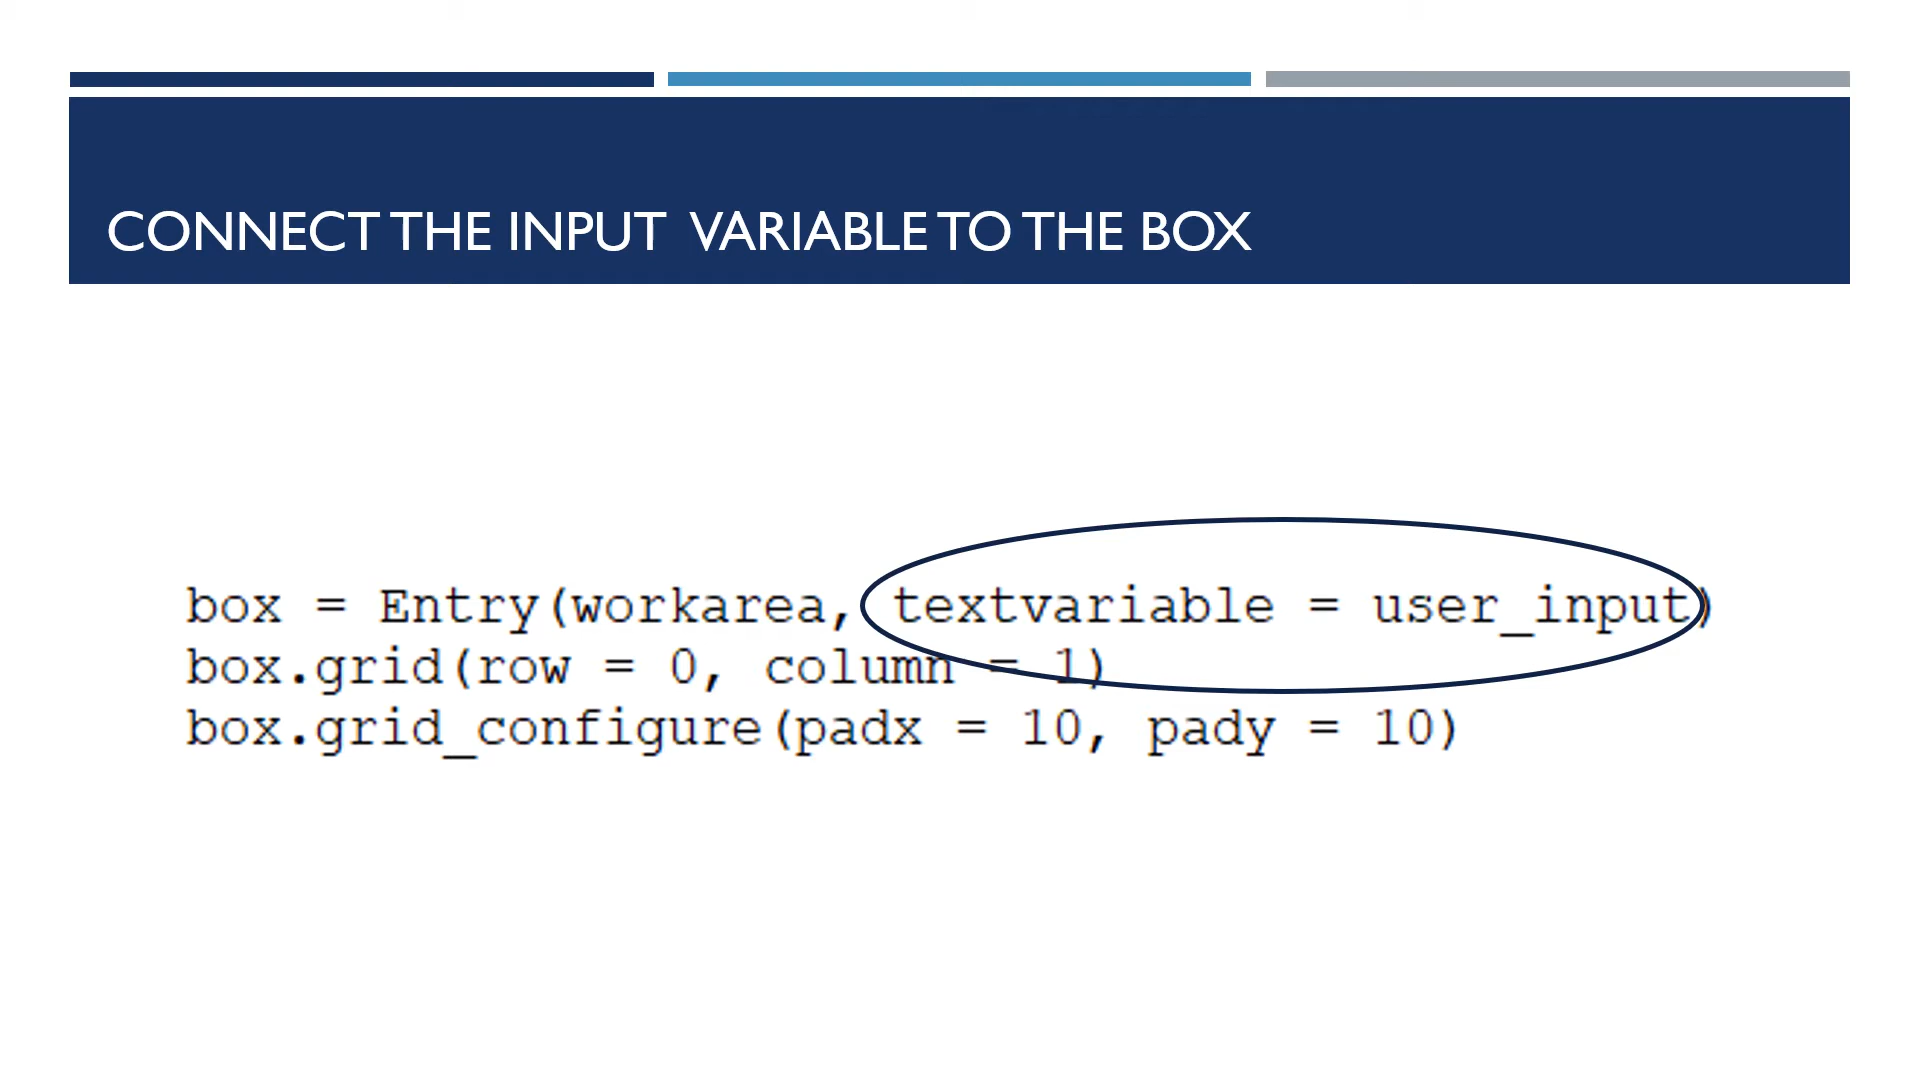 CONNECT THE INPUT VARIABLE TO THE BOX
box = Entry(workarea, textvariable = user_input)
box.grid(row = 0, column = 1)
box.grid_configure(padx = 10, pady = 10)